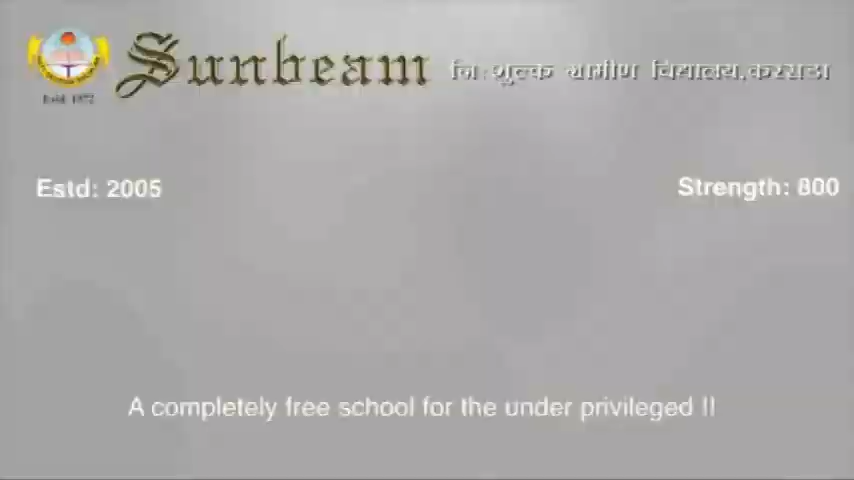 Sunbeam नि:शुल्क ग्रामीण विद्यालय,करसड़ा
Estd. 1972
Estd: 2005
Strength: 800
A completely free school for the under privileged !!